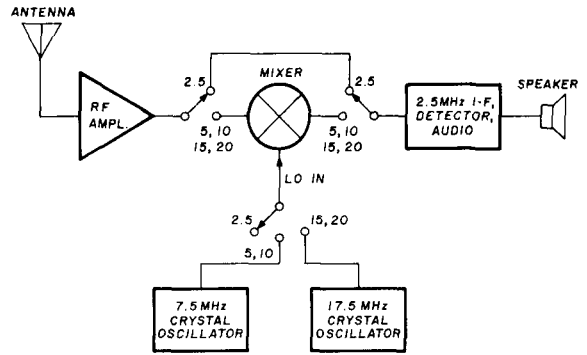 ANTENNA
RF
AMPL.
2.5
5, 10
15, 20
MIXER
2.5
5, 10
15, 20
2.5MHz I-F,
DETECTOR,
AUDIO
SPEAKER
LO IN
2.5
5, 10
15, 20
7.5 MHz
CRYSTAL
OSCILLATOR
17.5 MHz
CRYSTAL
OSCILLATOR